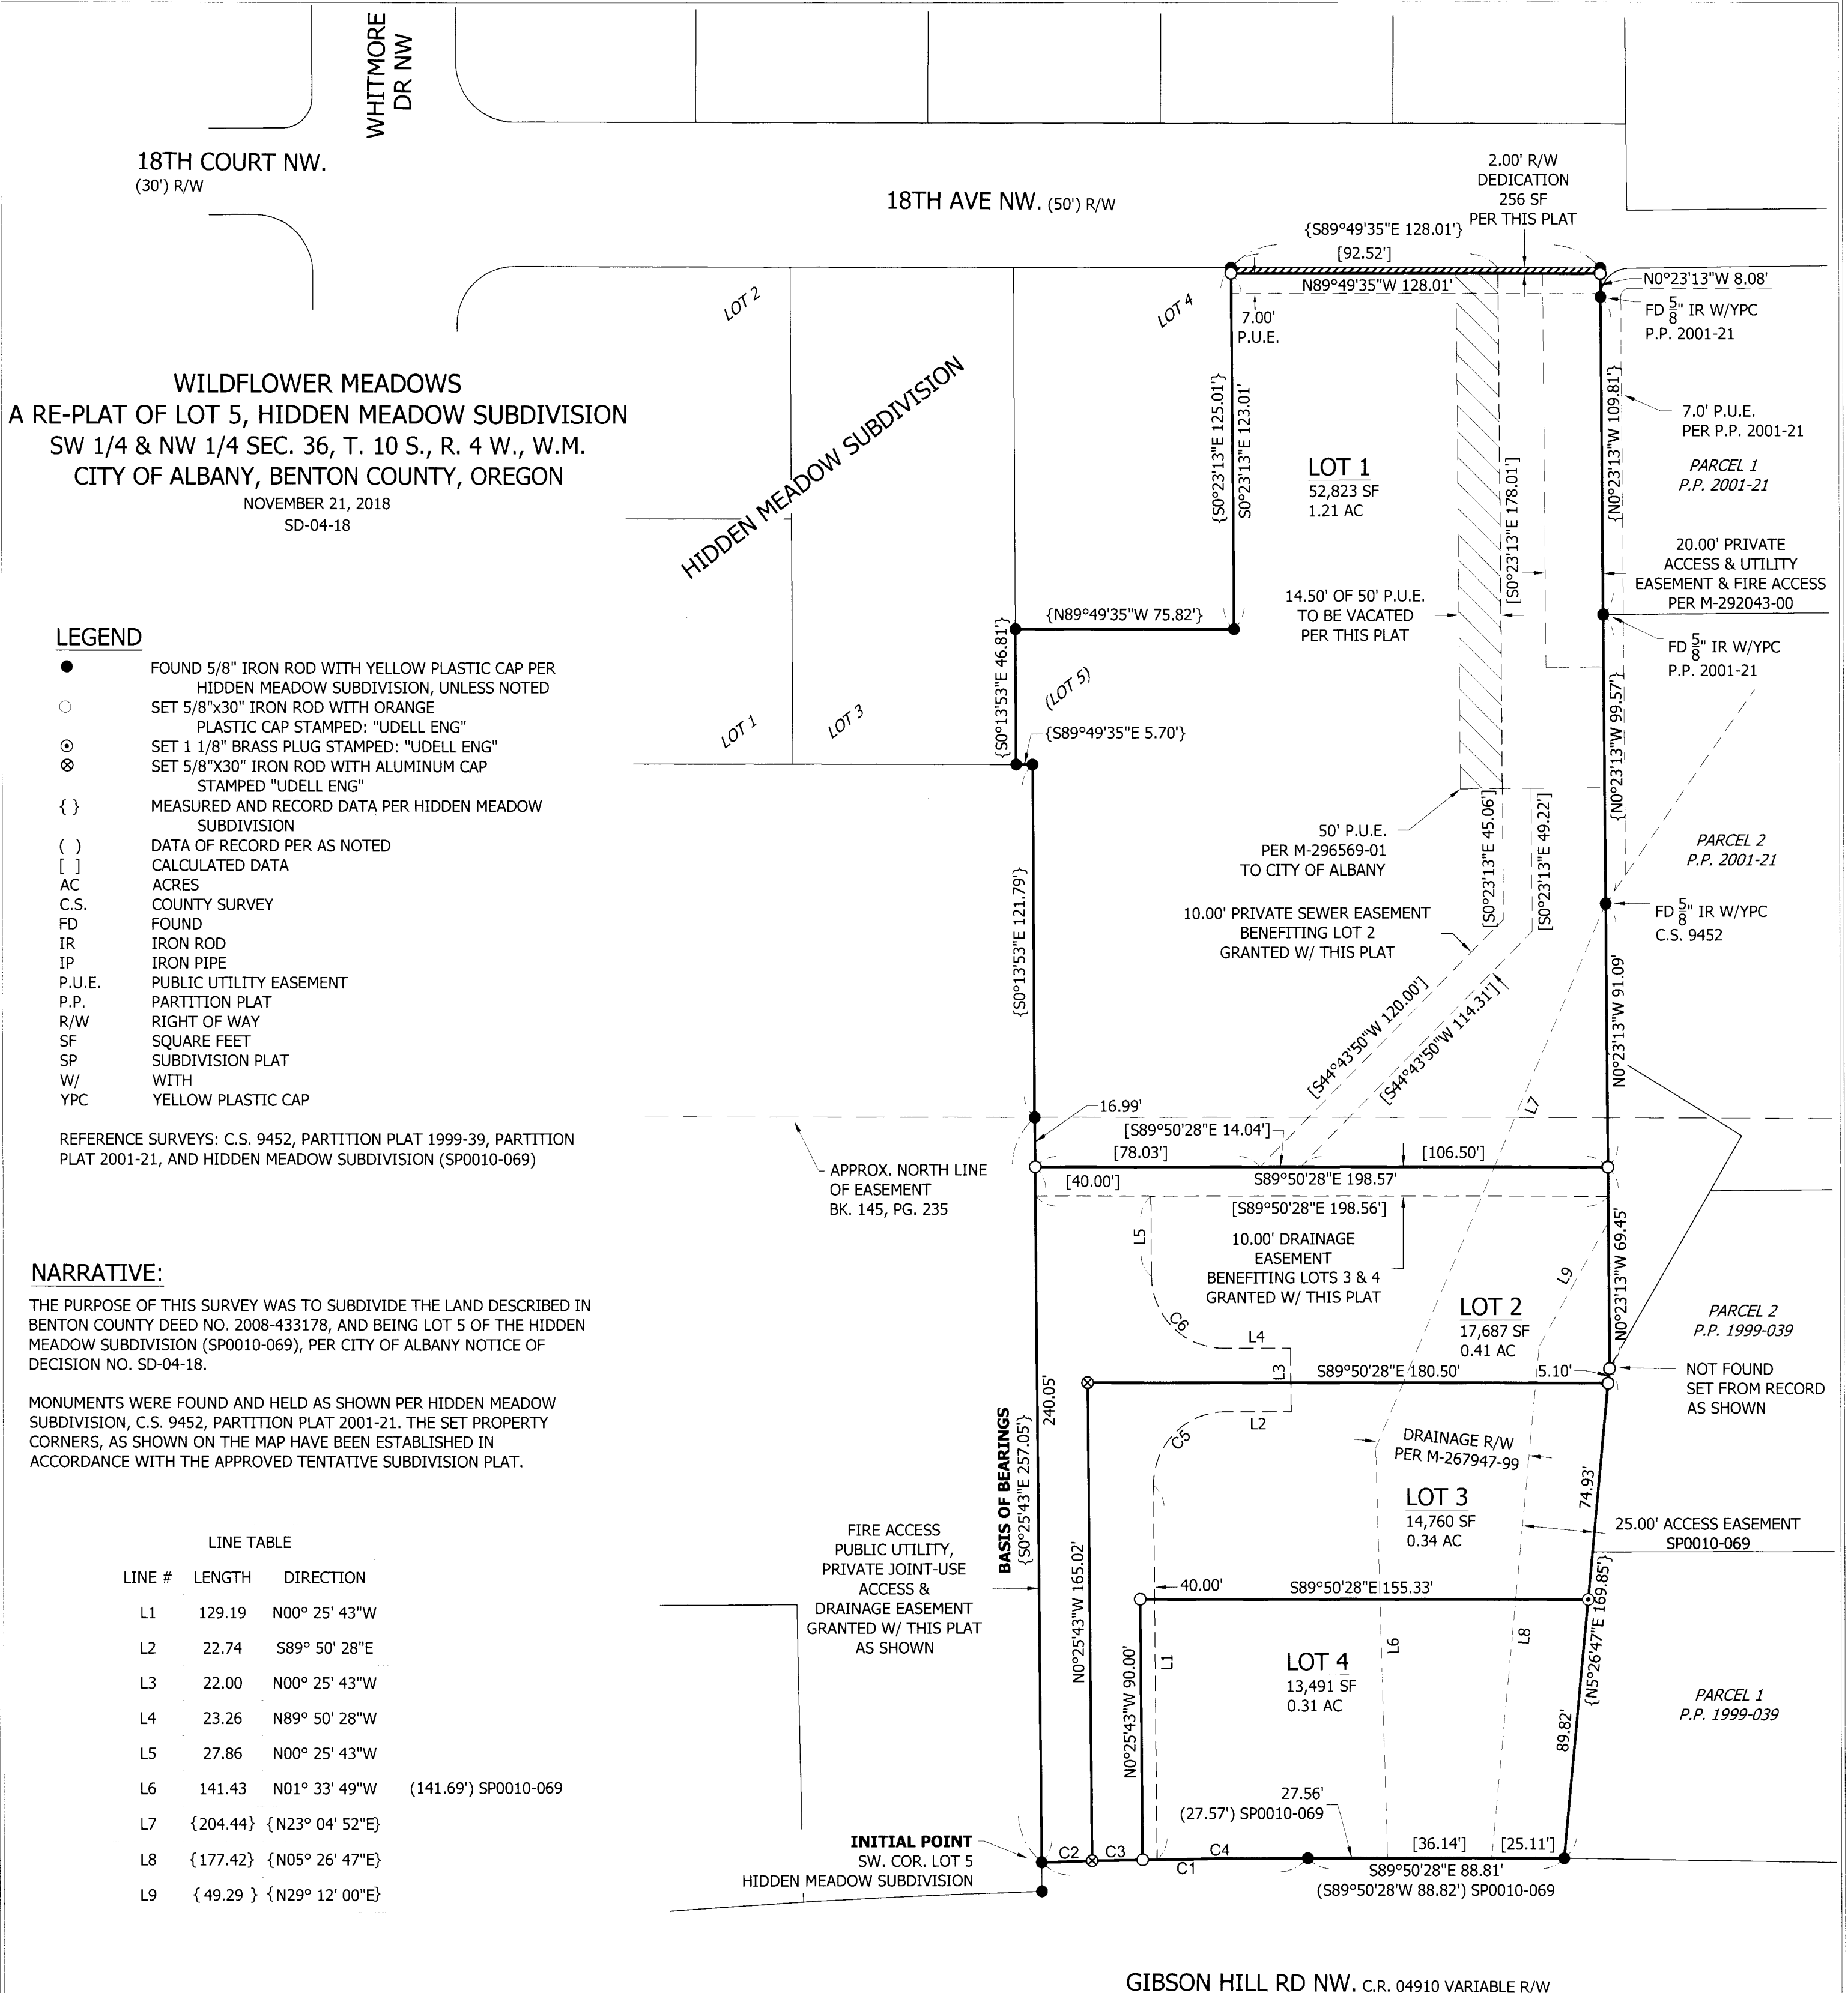 WHITMORE
DR NW
18TH COURT NW.
(30') R/W
18TH AVE NW. (50') R/W
2.00' R/W
DEDICATION
256 SF
PER THIS PLAT
{S89°49'35"E 128.01'}
[92.52']
N89°49'35"W 128.01'
N0°23'13"W 8.08'
FD 5/8" IR W/YPC
P.P. 2001-21
7.00'
P.U.E.
LOT 2
LOT 4
HIDDEN MEADOW SUBDIVISION
WILDFLOWER MEADOWS
A RE-PLAT OF LOT 5, HIDDEN MEADOW SUBDIVISION
SW 1/4 & NW 1/4 SEC. 36, T. 10 S., R. 4 W., W.M.
CITY OF ALBANY, BENTON COUNTY, OREGON
NOVEMBER 21, 2018
SD-04-18
{S0°23'13"E 125.01'}
S0°23'13"E 123.01'
LOT 1
52,823 SF
1.21 AC
[S0°23'13"E 178.01']
{N0°23'13"W 109.81'}
7.0' P.U.E.
PER P.P. 2001-21
PARCEL 1
P.P. 2001-21
20.00' PRIVATE
ACCESS & UTILITY
EASEMENT & FIRE ACCESS
PER M-292043-00
14.50' OF 50' P.U.E.
TO BE VACATED
PER THIS PLAT
FD 5/8" IR W/YPC
P.P. 2001-21
{N89°49'35"W 75.82'}
{S0°13'53"E 46.81'}
(LOT 5)
{S89°49'35"E 5.70'}
LOT 1
LOT 3
{N0°23'13"W 99.57'}
LEGEND
FOUND 5/8" IRON ROD WITH YELLOW PLASTIC CAP PER
HIDDEN MEADOW SUBDIVISION, UNLESS NOTED
SET 5/8"x30" IRON ROD WITH ORANGE
PLASTIC CAP STAMPED: "UDELL ENG"
SET 1 1/8" BRASS PLUG STAMPED: "UDELL ENG"
SET 5/8"X30" IRON ROD WITH ALUMINUM CAP
STAMPED "UDELL ENG"
{ } MEASURED AND RECORD DATA PER HIDDEN MEADOW
SUBDIVISION
( ) DATA OF RECORD PER AS NOTED
[ ] CALCULATED DATA
AC ACRES
C.S. COUNTY SURVEY
FD FOUND
IR IRON ROD
IP IRON PIPE
P.U.E. PUBLIC UTILITY EASEMENT
P.P. PARTITION PLAT
R/W RIGHT OF WAY
SF SQUARE FEET
SP SUBDIVISION PLAT
W/ WITH
YPC YELLOW PLASTIC CAP
REFERENCE SURVEYS: C.S. 9452, PARTITION PLAT 1999-39, PARTITION
PLAT 2001-21, AND HIDDEN MEADOW SUBDIVISION (SP0010-069)
50' P.U.E.
PER M-296569-01
TO CITY OF ALBANY
[S0°23'13"E 45.06']
[S0°23'13"E 49.22']
PARCEL 2
P.P. 2001-21
{S0°13'53"E 121.79'}
10.00' PRIVATE SEWER EASEMENT
BENEFITING LOT 2
GRANTED W/ THIS PLAT
FD 5/8" IR W/YPC
C.S. 9452
[S44°43'50"W 120.00']
[S44°43'50"W 114.31']
N0°23'13"W 91.09'
L7
16.99'
[S89°50'28"E 14.04']
[78.03']
[106.50']
[40.00']
S89°50'28"E 198.57'
[S89°50'28"E 198.56']
APPROX. NORTH LINE
OF EASEMENT
BK. 145, PG. 235
L5
10.00' DRAINAGE
EASEMENT
BENEFITING LOTS 3 & 4
GRANTED W/ THIS PLAT
L9
N0°23'13"W 69.45'
LOT 2
17,687 SF
0.41 AC
PARCEL 2
P.P. 1999-039
C6
L4
L3
S89°50'28"E 180.50'
5.10'
NOT FOUND
SET FROM RECORD
AS SHOWN
L2
C5
DRAINAGE R/W
PER M-267947-99
NARRATIVE:
THE PURPOSE OF THIS SURVEY WAS TO SUBDIVIDE THE LAND DESCRIBED IN
BENTON COUNTY DEED NO. 2008-433178, AND BEING LOT 5 OF THE HIDDEN
MEADOW SUBDIVISION (SP0010-069), PER CITY OF ALBANY NOTICE OF
DECISION NO. SD-04-18.
MONUMENTS WERE FOUND AND HELD AS SHOWN PER HIDDEN MEADOW
SUBDIVISION, C.S. 9452, PARTITION PLAT 2001-21. THE SET PROPERTY
CORNERS, AS SHOWN ON THE MAP HAVE BEEN ESTABLISHED IN
ACCORDANCE WITH THE APPROVED TENTATIVE SUBDIVISION PLAT.
BASIS OF BEARINGS
{S0°25'43"E 257.05'}
240.05'
LOT 3
14,760 SF
0.34 AC
74.93'
25.00' ACCESS EASEMENT
SP0010-069
FIRE ACCESS
PUBLIC UTILITY,
PRIVATE JOINT-USE
ACCESS &
DRAINAGE EASEMENT
GRANTED W/ THIS PLAT
AS SHOWN
N0°25'43"W 165.02'
40.00'
S89°50'28"E 155.33'
{N5°26'47"E 169.85'}
L1
L6
L8
LOT 4
13,491 SF
0.31 AC
N0°25'43"W 90.00'
89.82'
PARCEL 1
P.P. 1999-039
LINE TABLE
LINE # LENGTH DIRECTION
L1 129.19 N00° 25' 43"W
L2 22.74 S89° 50' 28"E
L3 22.00 N00° 25' 43"W
L4 23.26 N89° 50' 28"W
L5 27.86 N00° 25' 43"W
L6 141.43 N01° 33' 49"W (141.69') SP0010-069
L7 {204.44} {N23° 04' 52"E}
L8 {177.42} {N05° 26' 47"E}
L9 { 49.29 } {N29° 12' 00"E}
27.56'
(27.57') SP0010-069
INITIAL POINT
SW. COR. LOT 5
HIDDEN MEADOW SUBDIVISION
C2
C3
C4
C1
[36.14']
[25.11']
S89°50'28"E 88.81'
(S89°50'28'W 88.82') SP0010-069
GIBSON HILL RD NW. C.R. 04910 VARIABLE R/W